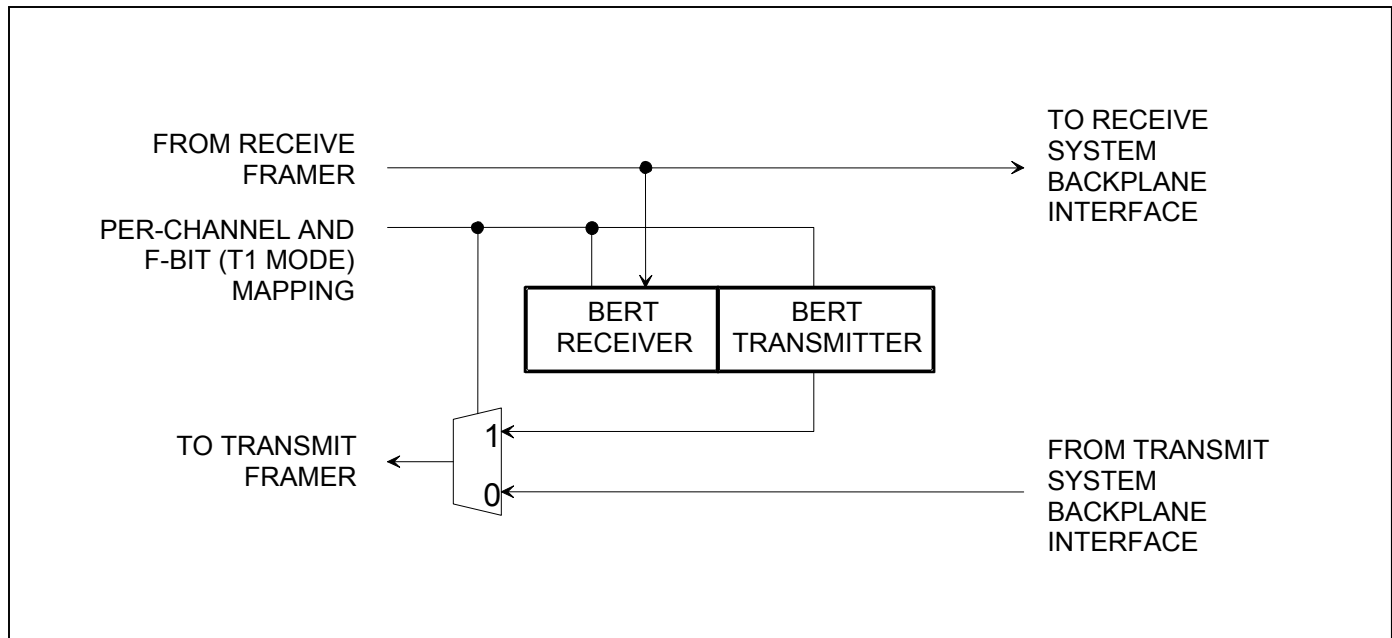 FROM RECEIVE
FRAMER
TO RECEIVE
SYSTEM
BACKPLANE
INTERFACE
PER-CHANNEL AND
F-BIT (T1 MODE)
MAPPING
BERT
RECEIVER
BERT
TRANSMITTER
1
0
TO TRANSMIT
FRAMER
FROM TRANSMIT
SYSTEM
BACKPLANE
INTERFACE